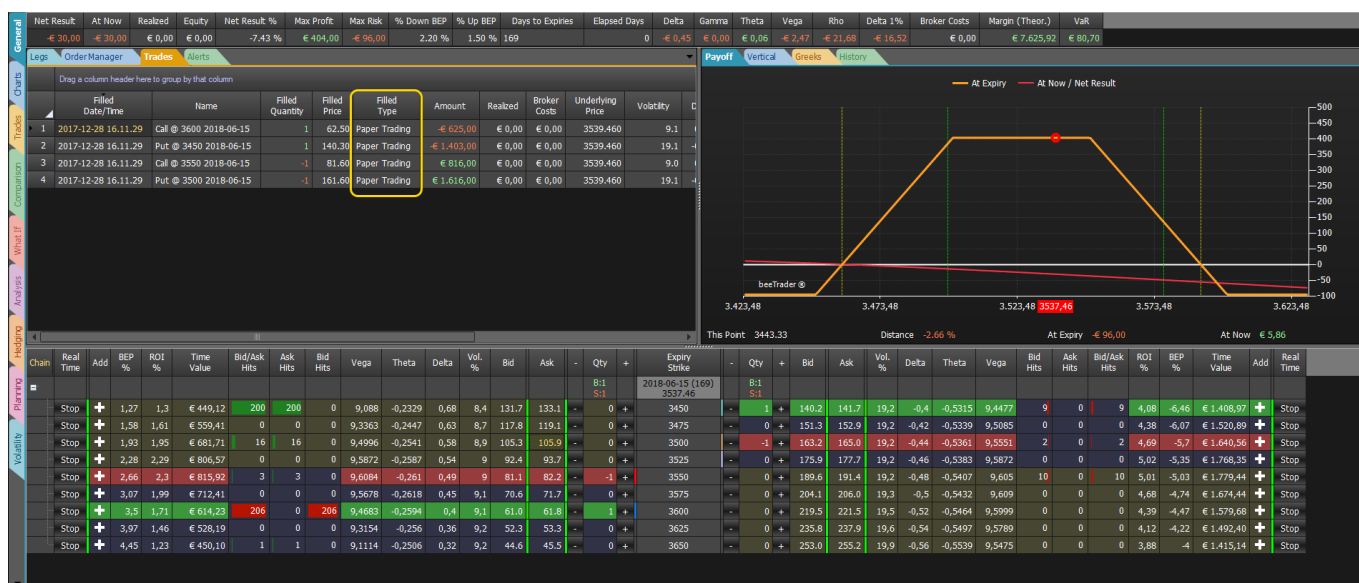 Net Result At Now Realized Equity Net Result % Max Profit Max Risk % Down BEP % Up BEP Days to Expiries Elapsed Days Delta Gamma Theta Vega Rho Delta 1% Broker Costs Margin (Theor.) VaR
-€ 30,00 -€ 30,00 € 0,00 € 0,00 -7.43 % € 404,00 -€ 96,00 2.20 % 1.50 % 169 0 -€ 0,45 € 0,00 € 0,06 -€ 2,47 -€ 21,68 -€ 16,52 € 0,00 € 7.625,92 € 80,70
General
Charts
Trades
Comparison
What If
Analysis
Hedging
Planning
Volatility
Legs Order Manager Trades Alerts
Drag a column header here to group by that column
Filled Date/Time Name Filled Quantity Filled Price Filled Type Amount Realized Broker Costs Underlying Price Volatility D
1 2017-12-28 16.11.29 Call @ 3600 2018-06-15 1 62.50 Paper Trading -€ 625,00 € 0,00 € 0,00 3539.460 9.1
2 2017-12-28 16.11.29 Put @ 3450 2018-06-15 1 140.30 Paper Trading -€ 1.403,00 € 0,00 € 0,00 3539.460 19.1
3 2017-12-28 16.11.29 Call @ 3550 2018-06-15 -1 81.60 Paper Trading € 816,00 € 0,00 € 0,00 3539.460 9.0
4 2017-12-28 16.11.29 Put @ 3500 2018-06-15 -1 161.60 Paper Trading € 1.616,00 € 0,00 € 0,00 3539.460 19.1
Payoff Vertical Greeks History
At Expiry At Now / Net Result
500
450
400
350
300
250
200
150
100
50
0
-50
-100
beeTrader ®
3.423,48 3.473,48 3.523,48 3537,46 3.573,48 3.623,48
This Point 3443.33 Distance -2.66 % At Expiry -€ 96,00 At Now € 5,86
Chain Real Time Add BEP % ROI % Time Value Bid/Ask Hits Ask Hits Bid Hits Vega Theta Delta Vol. % Bid Ask - Qty + Expiry Strike - Qty + Bid Ask Vol. % Delta Theta Vega Bid Hits Ask Hits Bid/Ask Hits ROI % BEP % Time Value Add Real Time
B:1 S:1 2018-06-15 (169) 3537.46 B:1 S:1
Stop + 1,27 1,3 € 449,12 200 200 0 9,088 -0,2329 0,68 8,4 131.7 133.1 - 0 + 3450 - 1 + 140.2 141.7 19,2 -0,4 -0,5315 9,4477 9 0 9 4,08 -6,46 € 1.408,97 + Stop
Stop + 1,58 1,61 € 559,41 0 0 0 9,3363 -0,2447 0,63 8,7 117.8 119.1 - 0 + 3475 - 0 + 151.3 152.9 19,2 -0,42 -0,5339 9,5085 0 0 0 4,38 -6,07 € 1.520,89 + Stop
Stop + 1,93 1,95 € 681,71 16 16 0 9,4996 -0,2541 0,58 8,9 105.3 105.9 - 0 + 3500 - -1 + 163.2 165.0 19,2 -0,44 -0,5361 9,5551 2 0 2 4,69 -5,7 € 1.640,56 + Stop
Stop + 2,28 2,29 € 806,57 0 0 0 9,5872 -0,2587 0,54 9 92.4 93.7 - 0 + 3525 - 0 + 175.9 177.7 19,2 -0,46 -0,5383 9,5872 0 0 0 5,02 -5,35 € 1.768,35 + Stop
Stop + 2,66 2,3 € 815,92 3 3 0 9,6084 -0,261 0,49 9 81.1 82.2 - -1 + 3550 - 0 + 189.6 191.4 19,2 -0,48 -0,5407 9,605 10 0 10 5,01 -5,03 € 1.779,44 + Stop
Stop + 3,07 1,99 € 712,41 0 0 0 9,5678 -0,2618 0,45 9,1 70.6 71.7 - 0 + 3575 - 0 + 204.1 206.0 19,3 -0,5 -0,5432 9,609 0 0 0 4,68 -4,74 € 1.674,44 + Stop
Stop + 3,5 1,71 € 614,23 206 0 206 9,4683 -0,2594 0,4 9,1 61.0 61.8 - 1 + 3600 - 0 + 219.5 221.5 19,5 -0,52 -0,5464 9,5999 0 0 0 4,39 -4,47 € 1.579,68 + Stop
Stop + 3,97 1,46 € 528,19 0 0 0 9,3154 -0,256 0,36 9,2 52.3 53.3 - 0 + 3625 - 0 + 235.8 237.9 19,6 -0,54 -0,5497 9,5789 0 0 0 4,12 -4,22 € 1.492,40 + Stop
Stop + 4,45 1,23 € 450,10 1 1 0 9,1114 -0,2506 0,32 9,2 44.6 45.5 - 0 + 3650 - 0 + 253.0 255.2 19,9 -0,56 -0,5539 9,5475 0 0 0 3,88 -4 € 1.415,14 + Stop